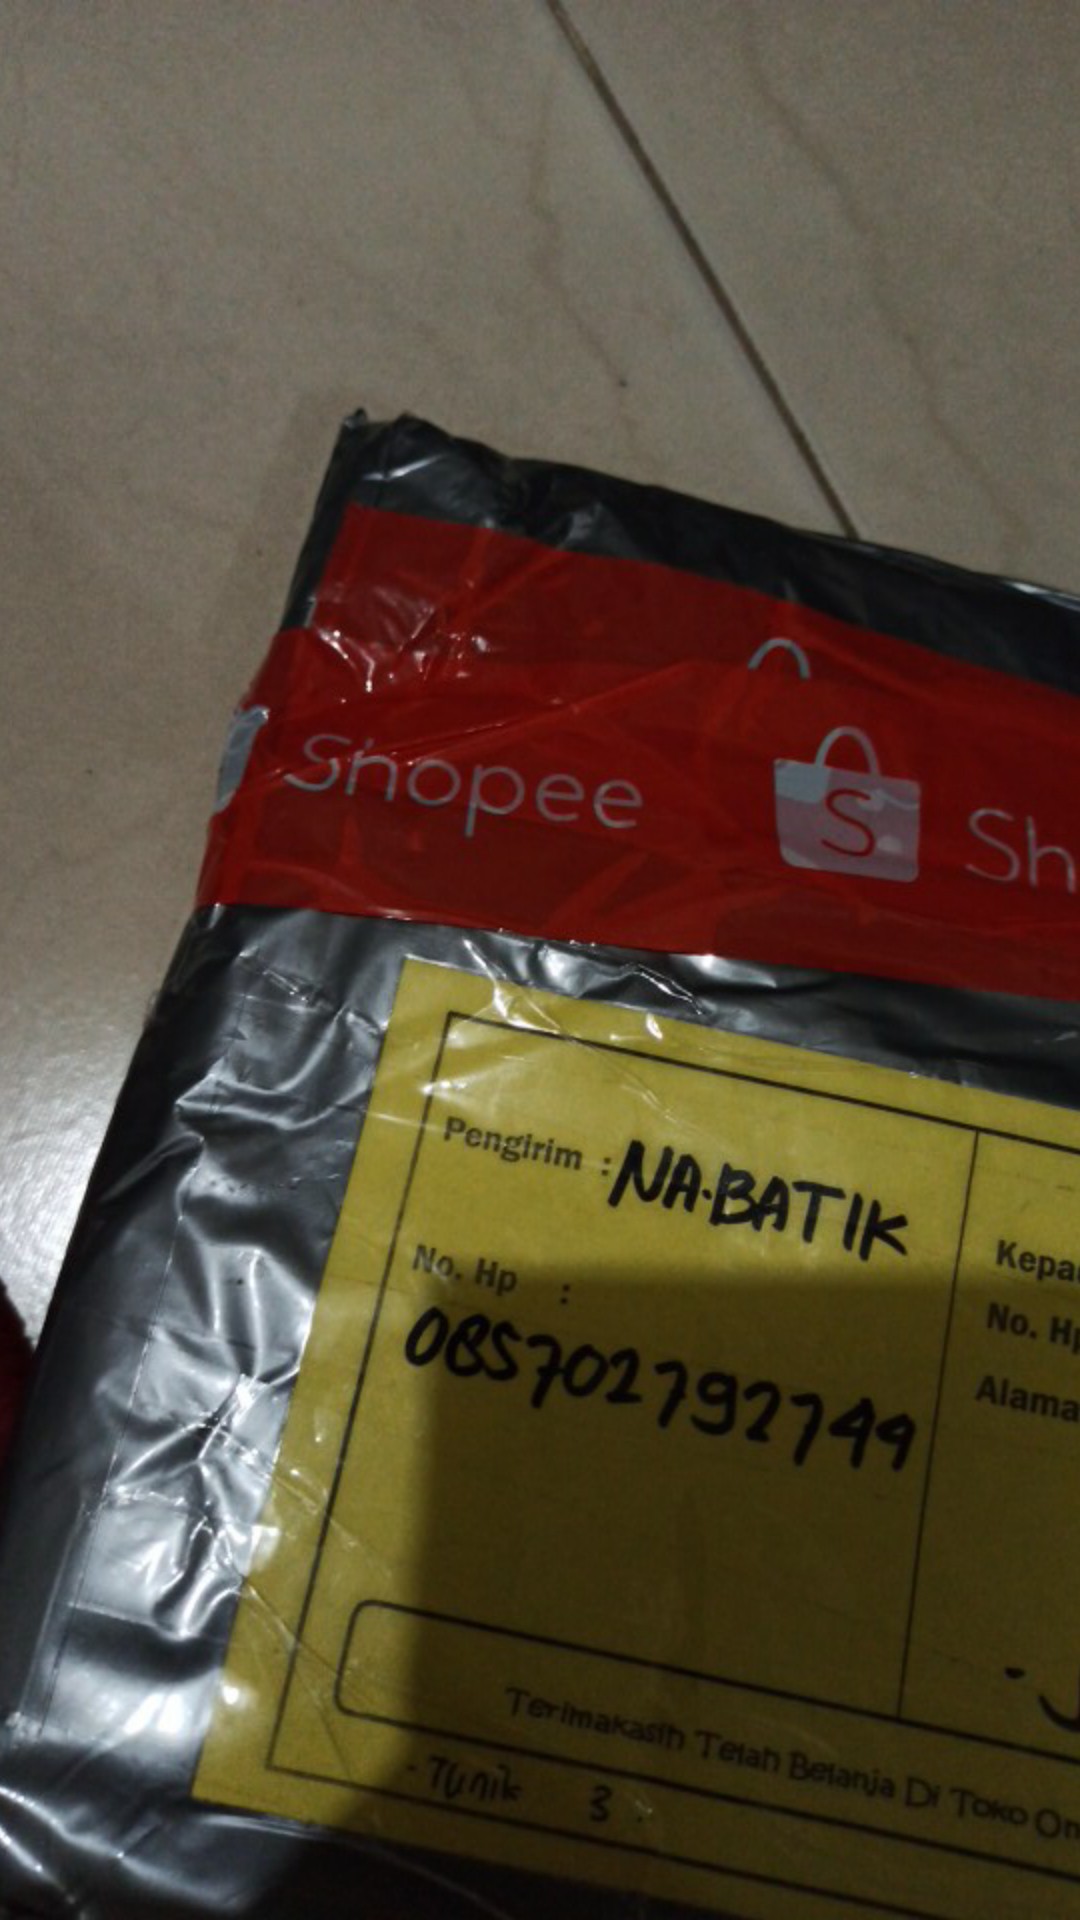 Shopee
S
Sh
Pengirim : NA.BATIK
No. Hp :
085702792749
Kepa
No. Hp
Alama
Terimakasih Telah Belanja Di Toko On
- Tunik 3